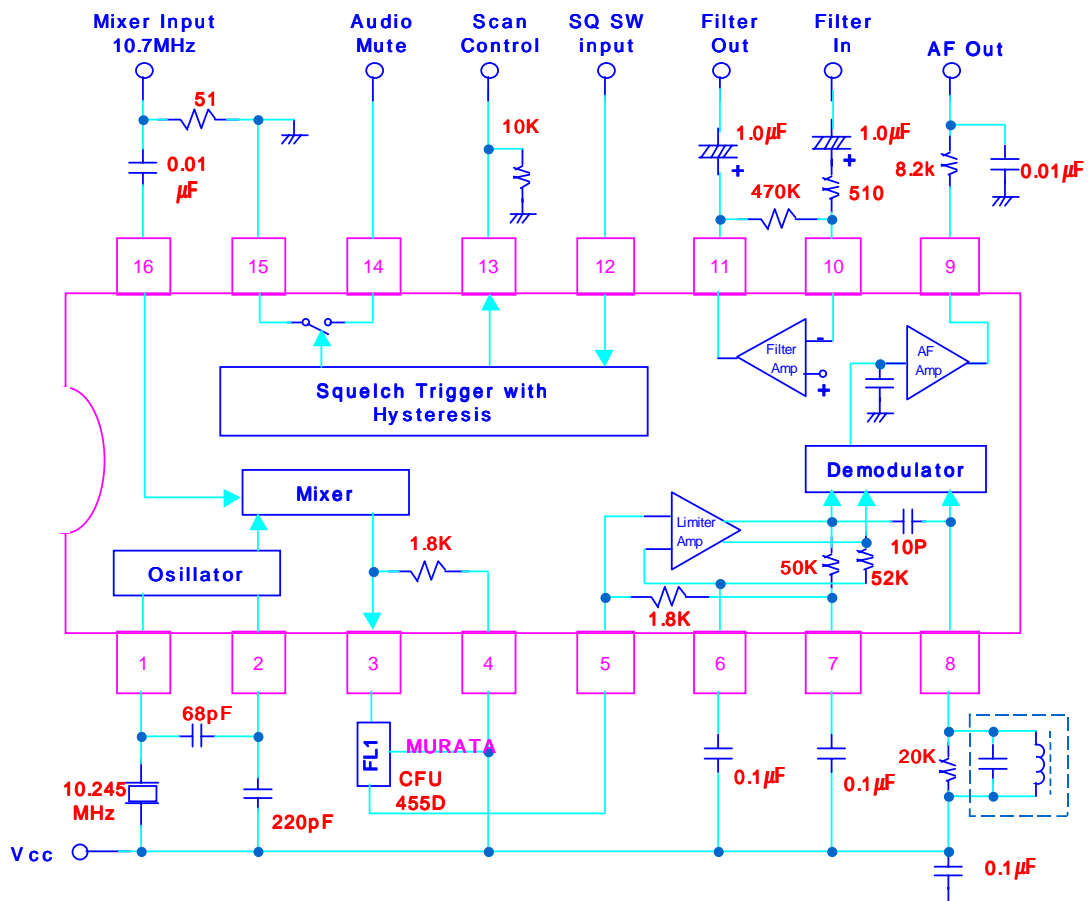 Mixer Input
10.7MHz
Audio
Mute
Scan
Control
SQ SW
input
Filter
Out
Filter
In
AF Out
51
10K
0.01
µF
1.0µF
+
1.0µF
+
470K
510
8.2k
0.01µF
16
15
14
13
12
11
10
9
Squelch Trigger with
Hysteresis
Filter
Amp
-
+
AF
Amp
Mixer
Osillator
1.8K
Limiter
Amp
Demodulator
10P
50K
52K
1.8K
1
2
3
4
5
6
7
8
68pF
10.245
MHz
220pF
FL1
MURATA
CFU
455D
0.1µF
0.1µF
20K
Vcc
0.1µF